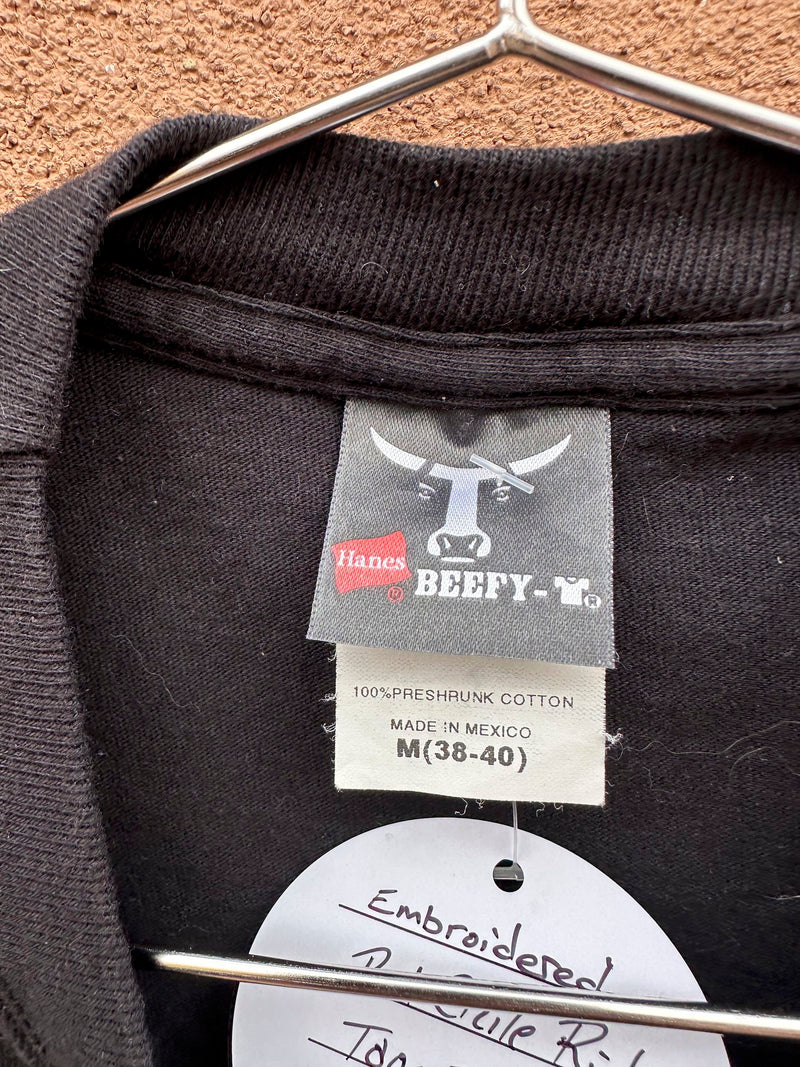 Hanes
®
BEEFY-T®
100%PRESHRUNK COTTON
MADE IN MEXICO
M(38-40)
Embroidered